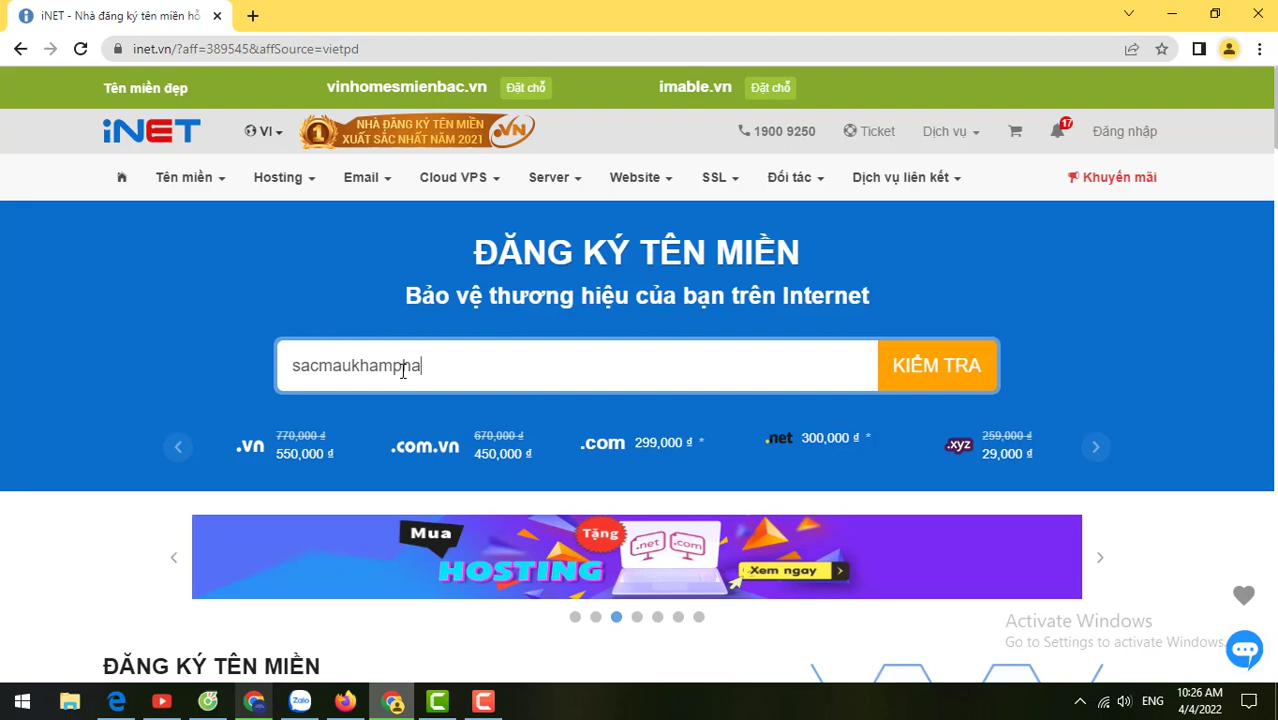 iNET - Nhà đăng ký tên miền hỗ
inet.vn/?aff=389545&affSource=vietpd
Tên miền đẹp
vinhomesmienbac.vn Đặt chỗ
imable.vn Đặt chỗ
iNET
VI
1 NHÀ ĐĂNG KÝ TÊN MIỀN
XUẤT SẮC NHẤT NĂM 2021 .VN
1900 9250
Ticket
Dịch vụ
17
Đăng nhập
Tên miền
Hosting
Email
Cloud VPS
Server
Website
SSL
Đối tác
Dịch vụ liên kết
Khuyến mãi
ĐĂNG KÝ TÊN MIỀN
Bảo vệ thương hiệu của bạn trên Internet
sacmaukhampha
KIỂM TRA
.vn 770,000 ₫
550,000 ₫
.com.vn 670,000 ₫
450,000 ₫
.com 299,000 ₫ *
.net 300,000 ₫ *
.xyz 259,000 ₫
29,000 ₫
Mua
HOSTING
Tặng
.net .com
Xem ngay
Activate Windows
Go to Settings to activate Windows.
ĐĂNG KÝ TÊN MIỀN
Zalo
C
C
ENG
10:26 AM
4/4/2022